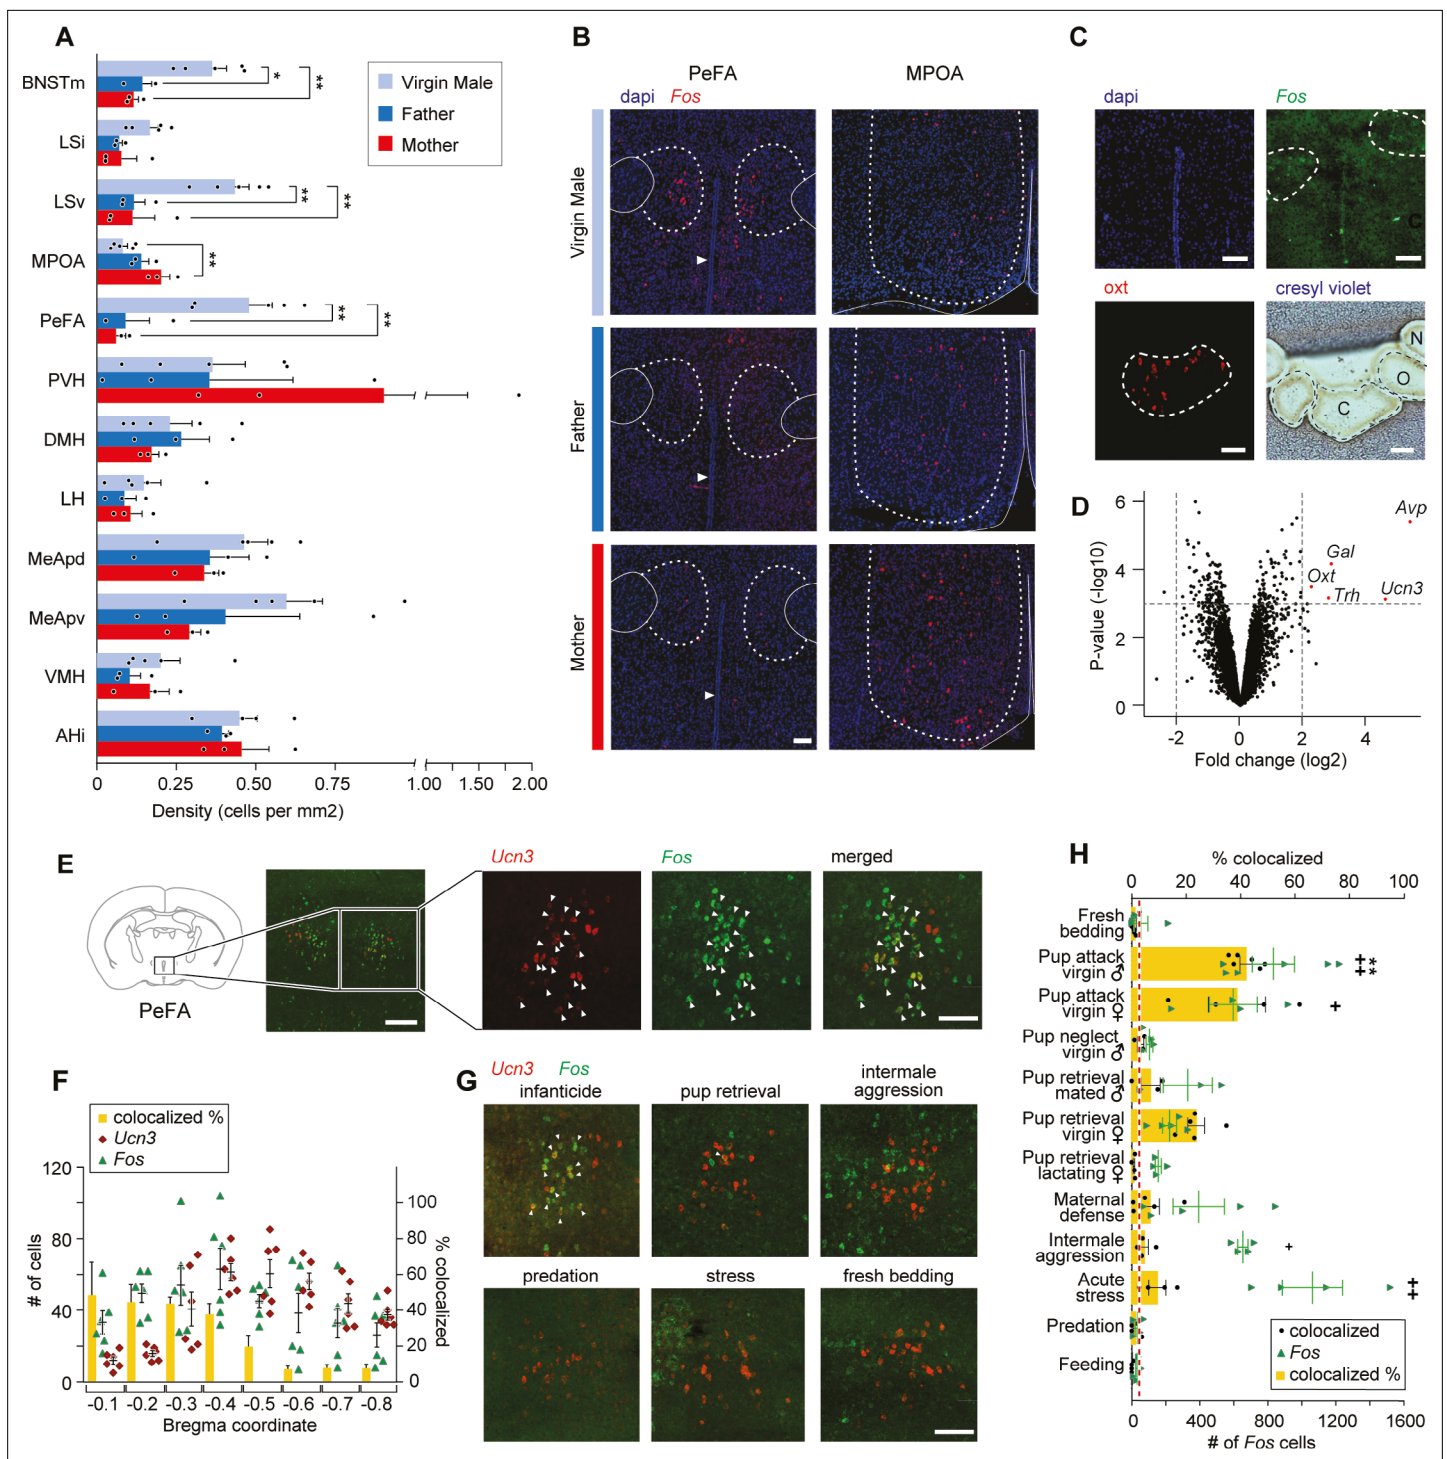 A
BNSTm
LSi
LSv
MPOA
PeFA
PVH
DMH
LH
MeApd
MeApv
VMH
AHi
Virgin Male
Father
Mother
*
**
**
**
**
**
**
0 0.25 0.50 0.75 1.00 1.00 2.00
Density (cells per mm2)
B
PeFA MPOA
dapi Fos
Virgin Male
Father
Mother
C
dapi Fos
C
oxt cresyl violet
N
O
C
D
P-value (-log10)
6
4
2
0
Avp
Gal
Oxt
Trh
Ucn3
-2 0 2 4
Fold change (log2)
E
PeFA
Ucn3 Fos merged
F
colocalized %
Ucn3
Fos
# of cells
120
80
40
0
% colocalized
100
80
60
40
20
0
-0.1 -0.2 -0.3 -0.4 -0.5 -0.6 -0.7 -0.8
Bregma coordinate
G
Ucn3 Fos
infanticide pup retrieval intermale
aggression
predation stress fresh bedding
H
% colocalized
0 20 40 60 80 100
Fresh
bedding
Pup attack
virgin ♂
Pup attack
virgin ♀
Pup neglect
virgin ♂
Pup retrieval
mated ♂
Pup retrieval
virgin ♀
Pup retrieval
lactating ♀
Maternal
defense
Intermale
aggression
Acute
stress
Predation
Feeding
++
**
+
+
++
colocalized
Fos
colocalized %
0 400 800 1200 1600
# of Fos cells